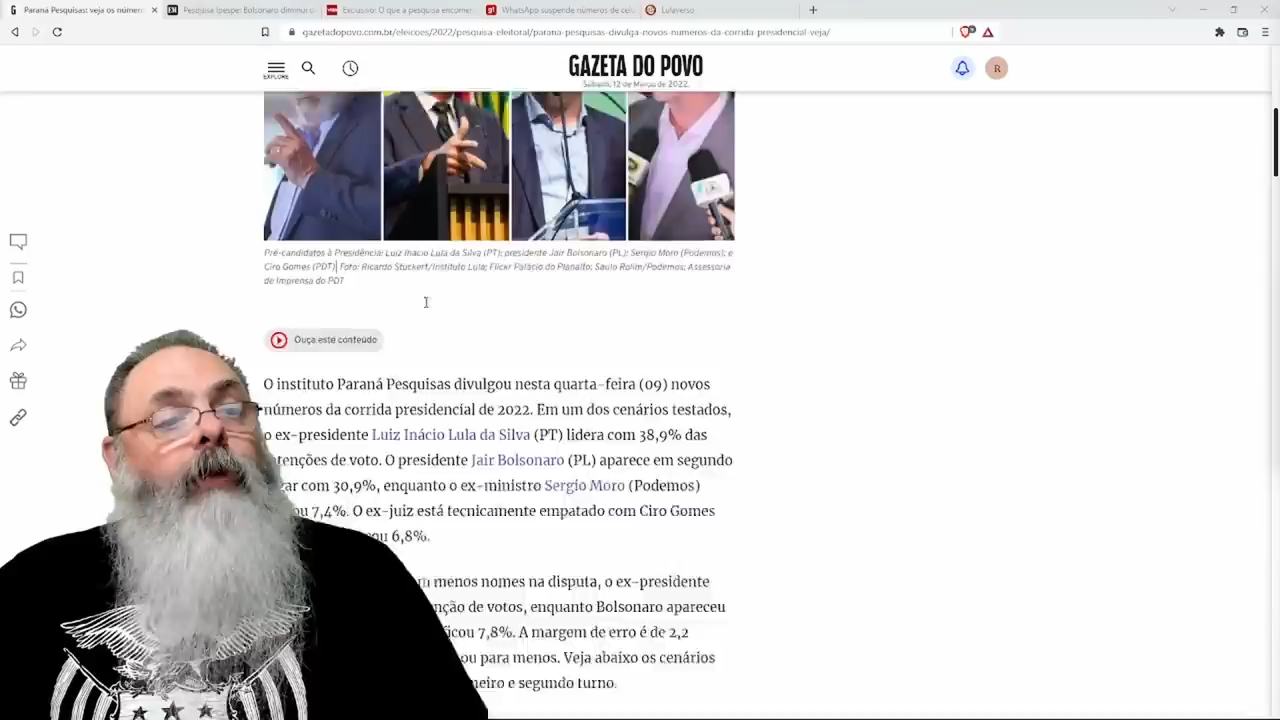 Paraná Pesquisas: veja os númer
Pesquisa Ipespe: Bolsonaro diminui d
Exclusivo: O que a pesquisa encomen
WhatsApp suspende números de celu
Lulaverso
gazetadopovo.com.br/eleicoes/2022/pesquisa-eleitoral/parana-pesquisas-divulga-novos-numeros-da-corrida-presidencial-veja/
EXPLORE
GAZETA DO POVO
Sábado, 12 de Março de 2022.
R
Pré-candidatos à Presidência: Luiz Inácio Lula da Silva (PT); presidente Jair Bolsonaro (PL); Sergio Moro (Podemos); e
Ciro Gomes (PDT)| Foto: Ricardo Stuckert/Instituto Lula; Flickr Palácio do Planalto; Saulo Rolim/Podemos; Assessoria
de Imprensa do PDT
Ouça este conteúdo
O instituto Paraná Pesquisas divulgou nesta quarta-feira (09) novos
números da corrida presidencial de 2022. Em um dos cenários testados,
o ex-presidente Luiz Inácio Lula da Silva (PT) lidera com 38,9% das
tenções de voto. O presidente Jair Bolsonaro (PL) aparece em segundo
gar com 30,9%, enquanto o ex-ministro Sergio Moro (Podemos)
ou 7,4%. O ex-juiz está tecnicamente empatado com Ciro Gomes
ou 6,8%.
m menos nomes na disputa, o ex-presidente
nção de votos, enquanto Bolsonaro apareceu
ficou 7,8%. A margem de erro é de 2,2
ou para menos. Veja abaixo os cenários
meiro e segundo turno.